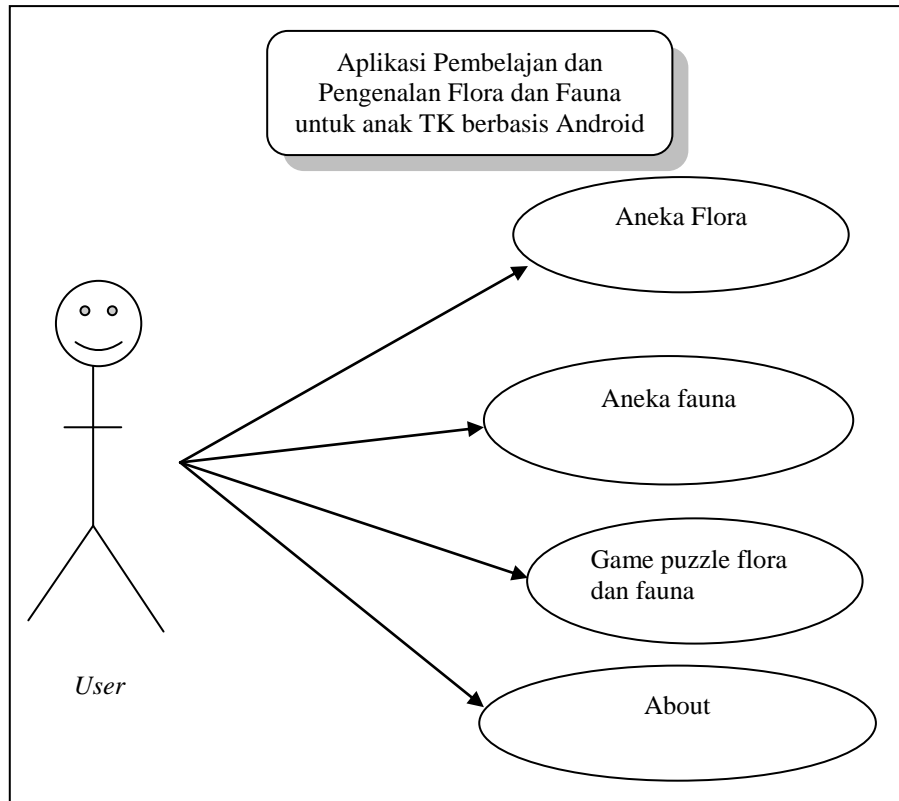 Aplikasi Pembelajan dan
Pengenalan Flora dan Fauna
untuk anak TK berbasis Android
Aneka Flora
Aneka fauna
Game puzzle flora
dan fauna
About
User